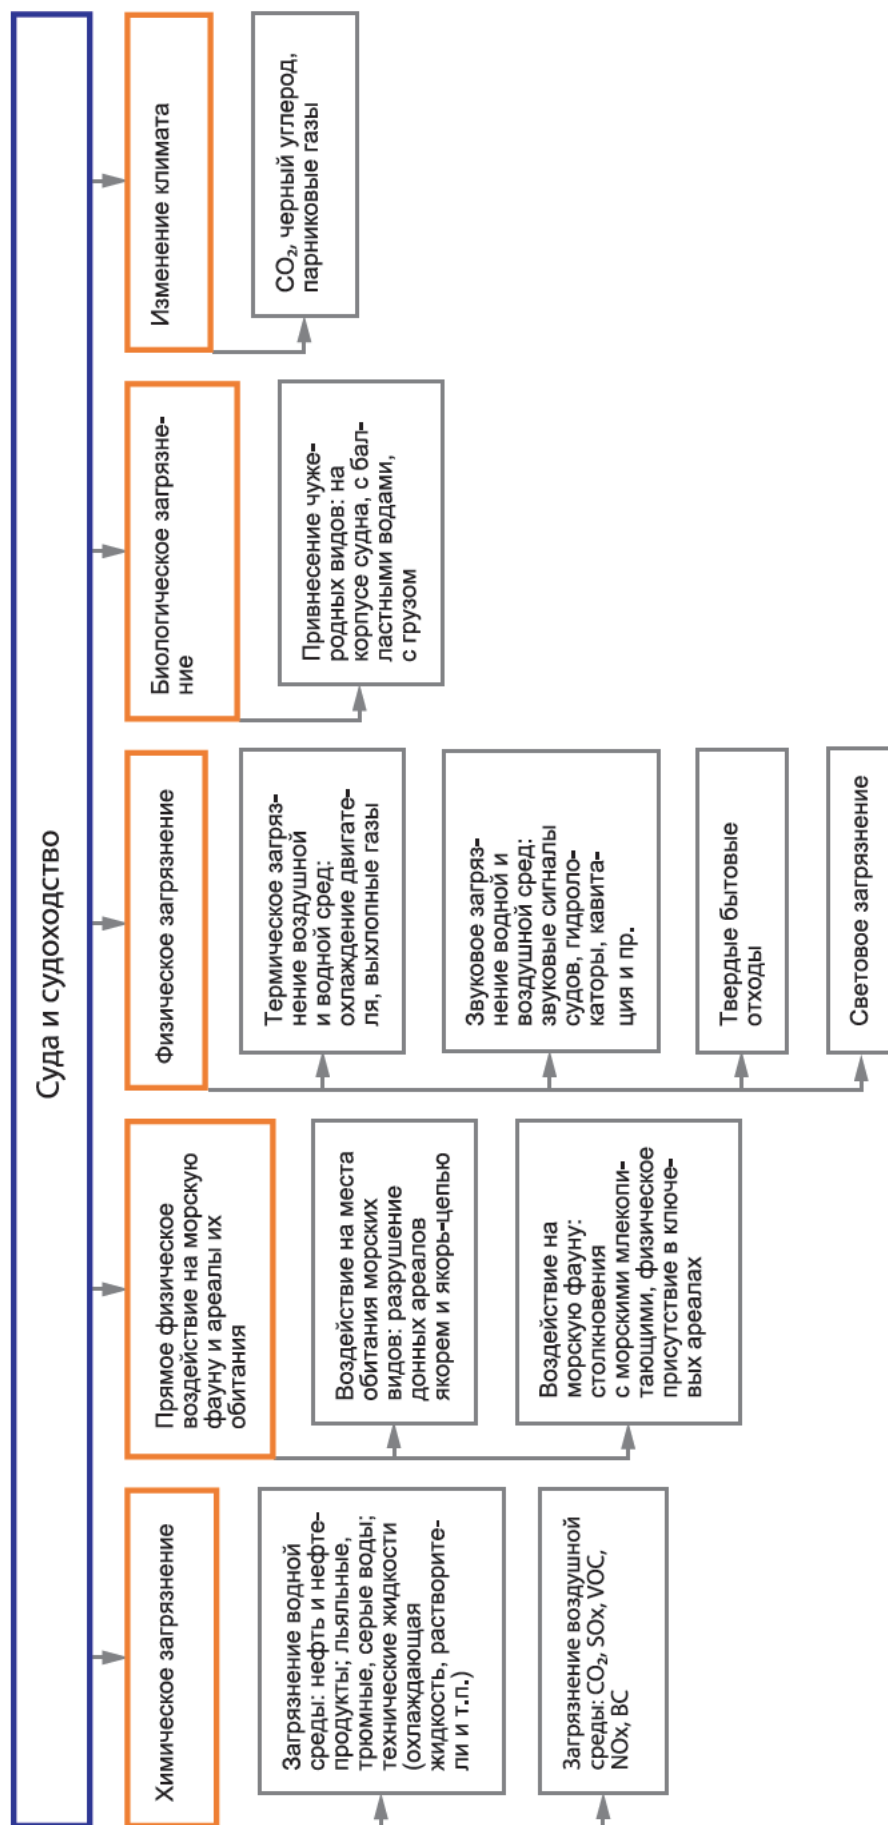 Суда и судоходство
Химическое загрязнение
Загрязнение водной
среды: нефть и нефте-
продукты; льяльные,
трюмные, серые воды;
технические жидкости
(охлаждающая
жидкость, растворите-
ли и т.п.)
Загрязнение воздушной
среды: CO₂, SOx, VOC,
NOx, BC
Прямое физическое
воздействие на морскую
фауну и ареалы их
обитания
Воздействие на места
обитания морских
видов: разрушение
донных ареалов
якорем и якорь-цепью
Воздействие на
морскую фауну:
столкновения
с морскими млекопи-
тающими, физическое
присутствие в ключе-
вых ареалах
Физическое загрязнение
Термическое загряз-
нение воздушной
и водной сред:
охлаждение двигате-
ля, выхлопные газы
Звуковое загряз-
нение водной и
воздушной сред:
звуковые сигналы
судов, гидроло-
каторы, кавита-
ция и пр.
Твердые бытовые
отходы
Световое загрязнение
Биологическое загрязне-
ние
Привнесение чуже-
родных видов: на
корпусе судна, с бал-
ластными водами,
с грузом
Изменение климата
CO₂, черный углерод,
парниковые газы